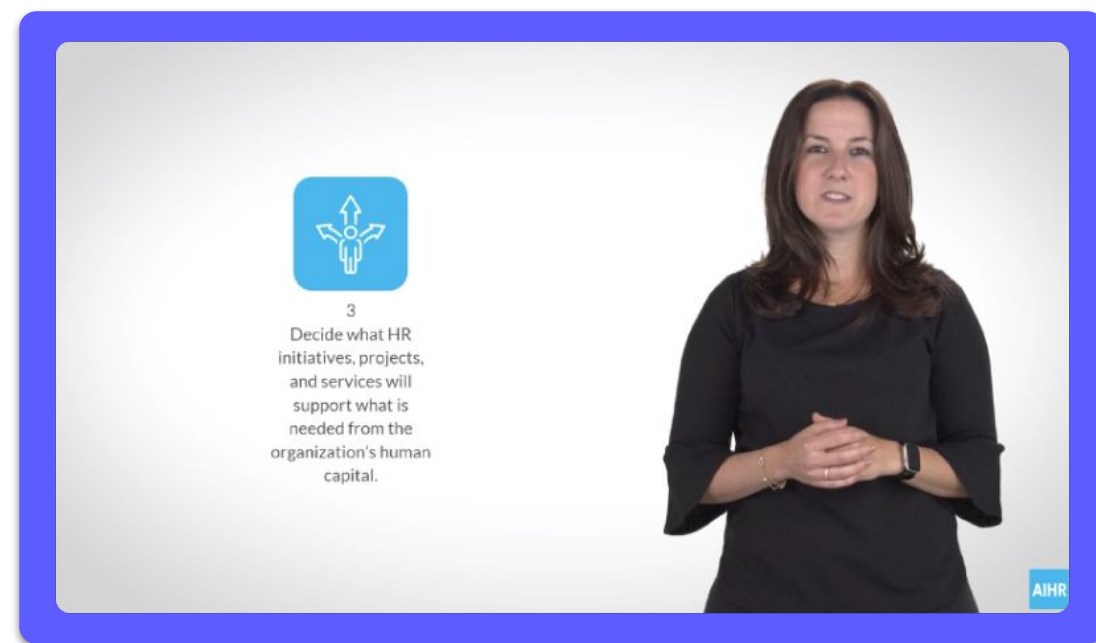 3
Decide what HR
initiatives, projects,
and services will
support what is
needed from the
organization's human
capital.
AIHR